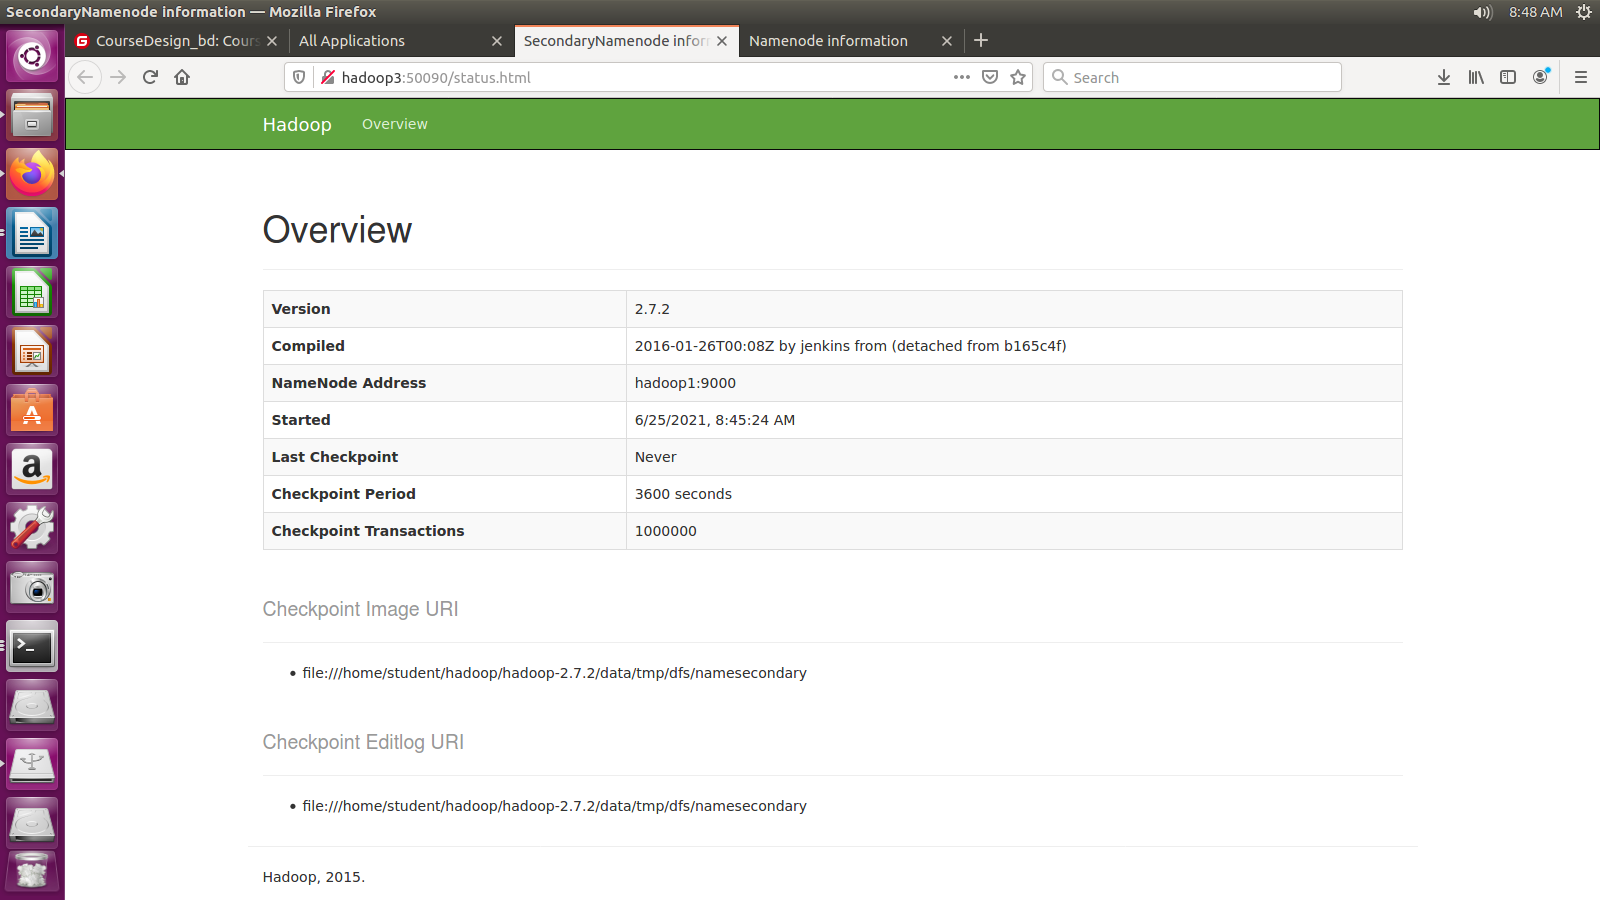 SecondaryNamenode information — Mozilla Firefox
8:48 AM
CourseDesign_bd: Cours
All Applications
SecondaryNamenode infor
Namenode information
hadoop3:50090/status.html
Search
Hadoop
Overview
Overview
Version 2.7.2
Compiled 2016-01-26T00:08Z by jenkins from (detached from b165c4f)
NameNode Address hadoop1:9000
Started 6/25/2021, 8:45:24 AM
Last Checkpoint Never
Checkpoint Period 3600 seconds
Checkpoint Transactions 1000000
Checkpoint Image URI
• file:///home/student/hadoop/hadoop-2.7.2/data/tmp/dfs/namesecondary
Checkpoint Editlog URI
• file:///home/student/hadoop/hadoop-2.7.2/data/tmp/dfs/namesecondary
Hadoop, 2015.